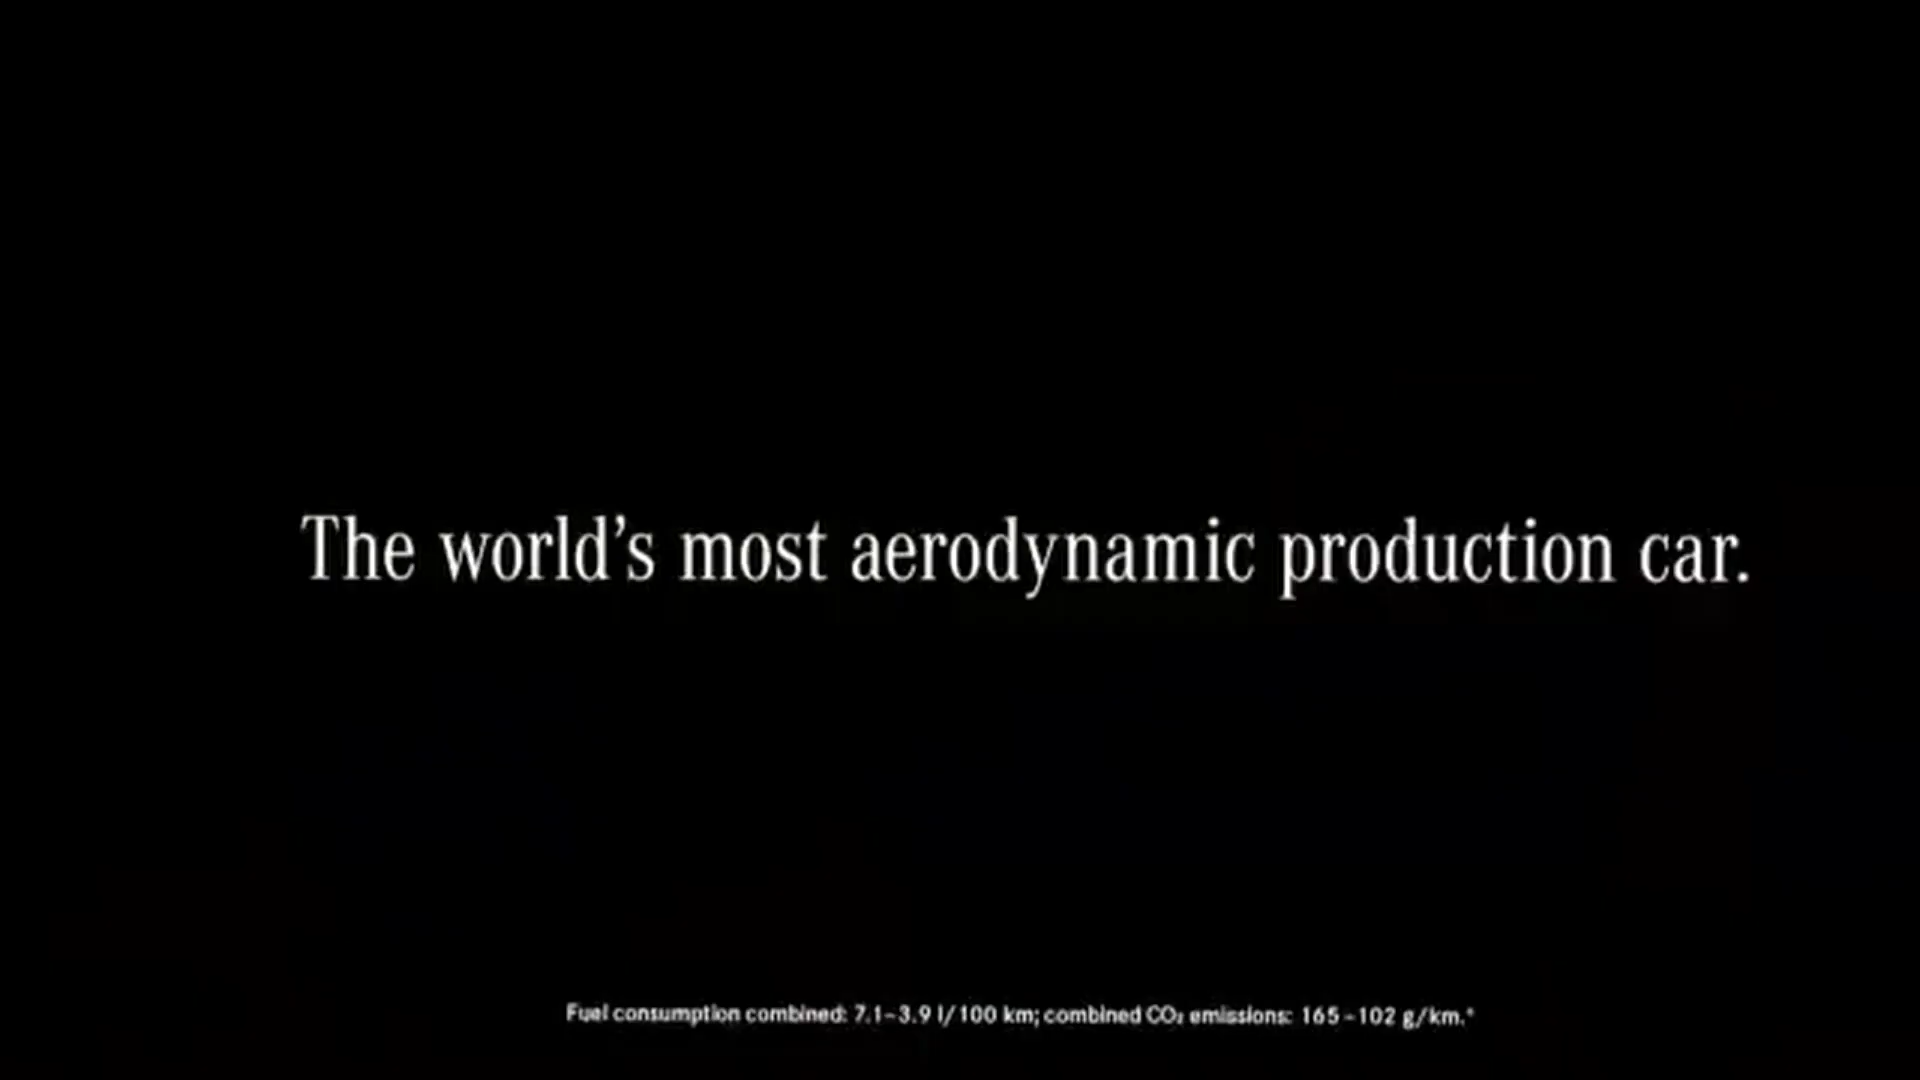 The world’s most aerodynamic production car.
Fuel consumption combined: 7.1–3.9 l/100 km; combined CO₂ emissions: 165–102 g/km.*